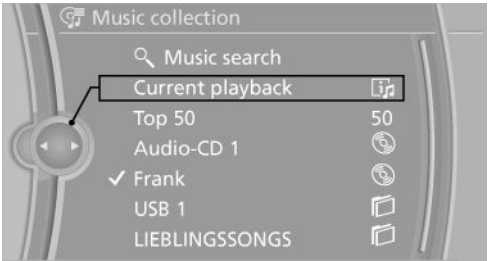 Music collection
Music search
Current playback
Top 50 50
Audio-CD 1
Frank
USB 1
LIEBLINGSSONGS